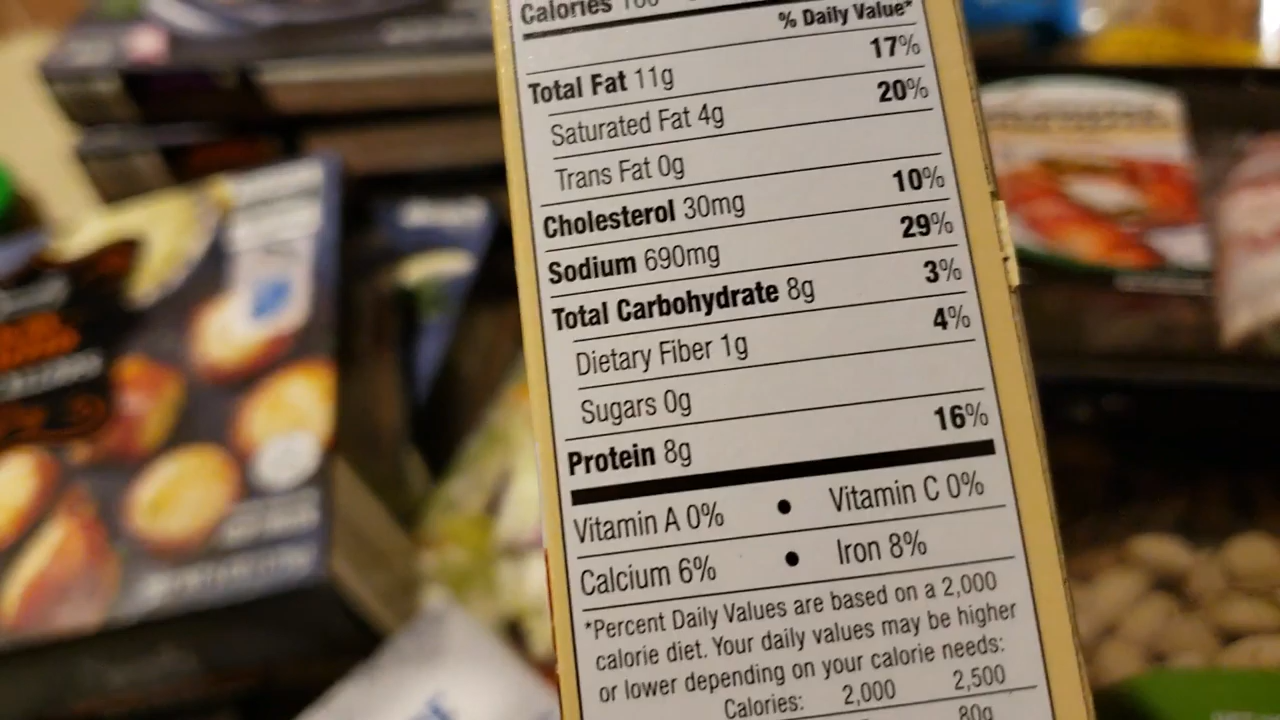 Calories
% Daily Value*
Total Fat 11g 17%
Saturated Fat 4g 20%
Trans Fat 0g
Cholesterol 30mg 10%
Sodium 690mg 29%
Total Carbohydrate 8g 3%
Dietary Fiber 1g 4%
Sugars 0g
Protein 8g 16%
Vitamin A 0% • Vitamin C 0%
Calcium 6% • Iron 8%
*Percent Daily Values are based on a 2,000
calorie diet. Your daily values may be higher
or lower depending on your calorie needs:
Calories: 2,000 2,500
80g